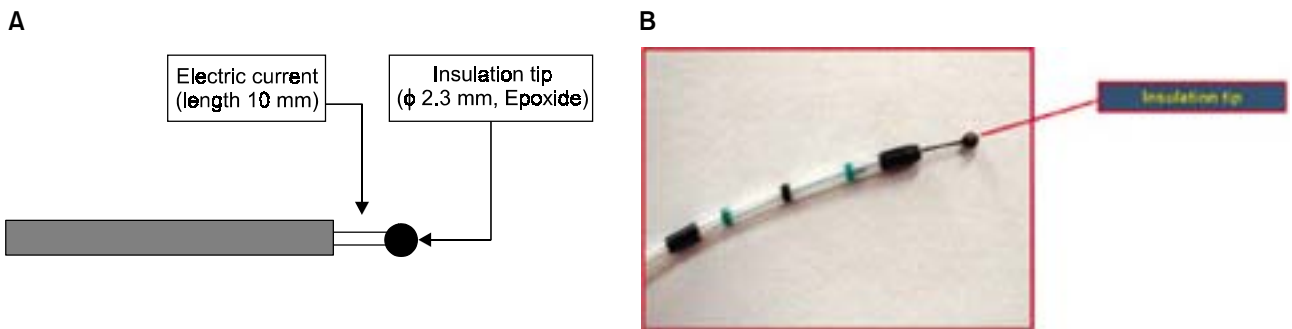 A
Electric current
(length 10 mm)
Insulation tip
(ϕ 2.3 mm, Epoxide)
B
Insulation tip